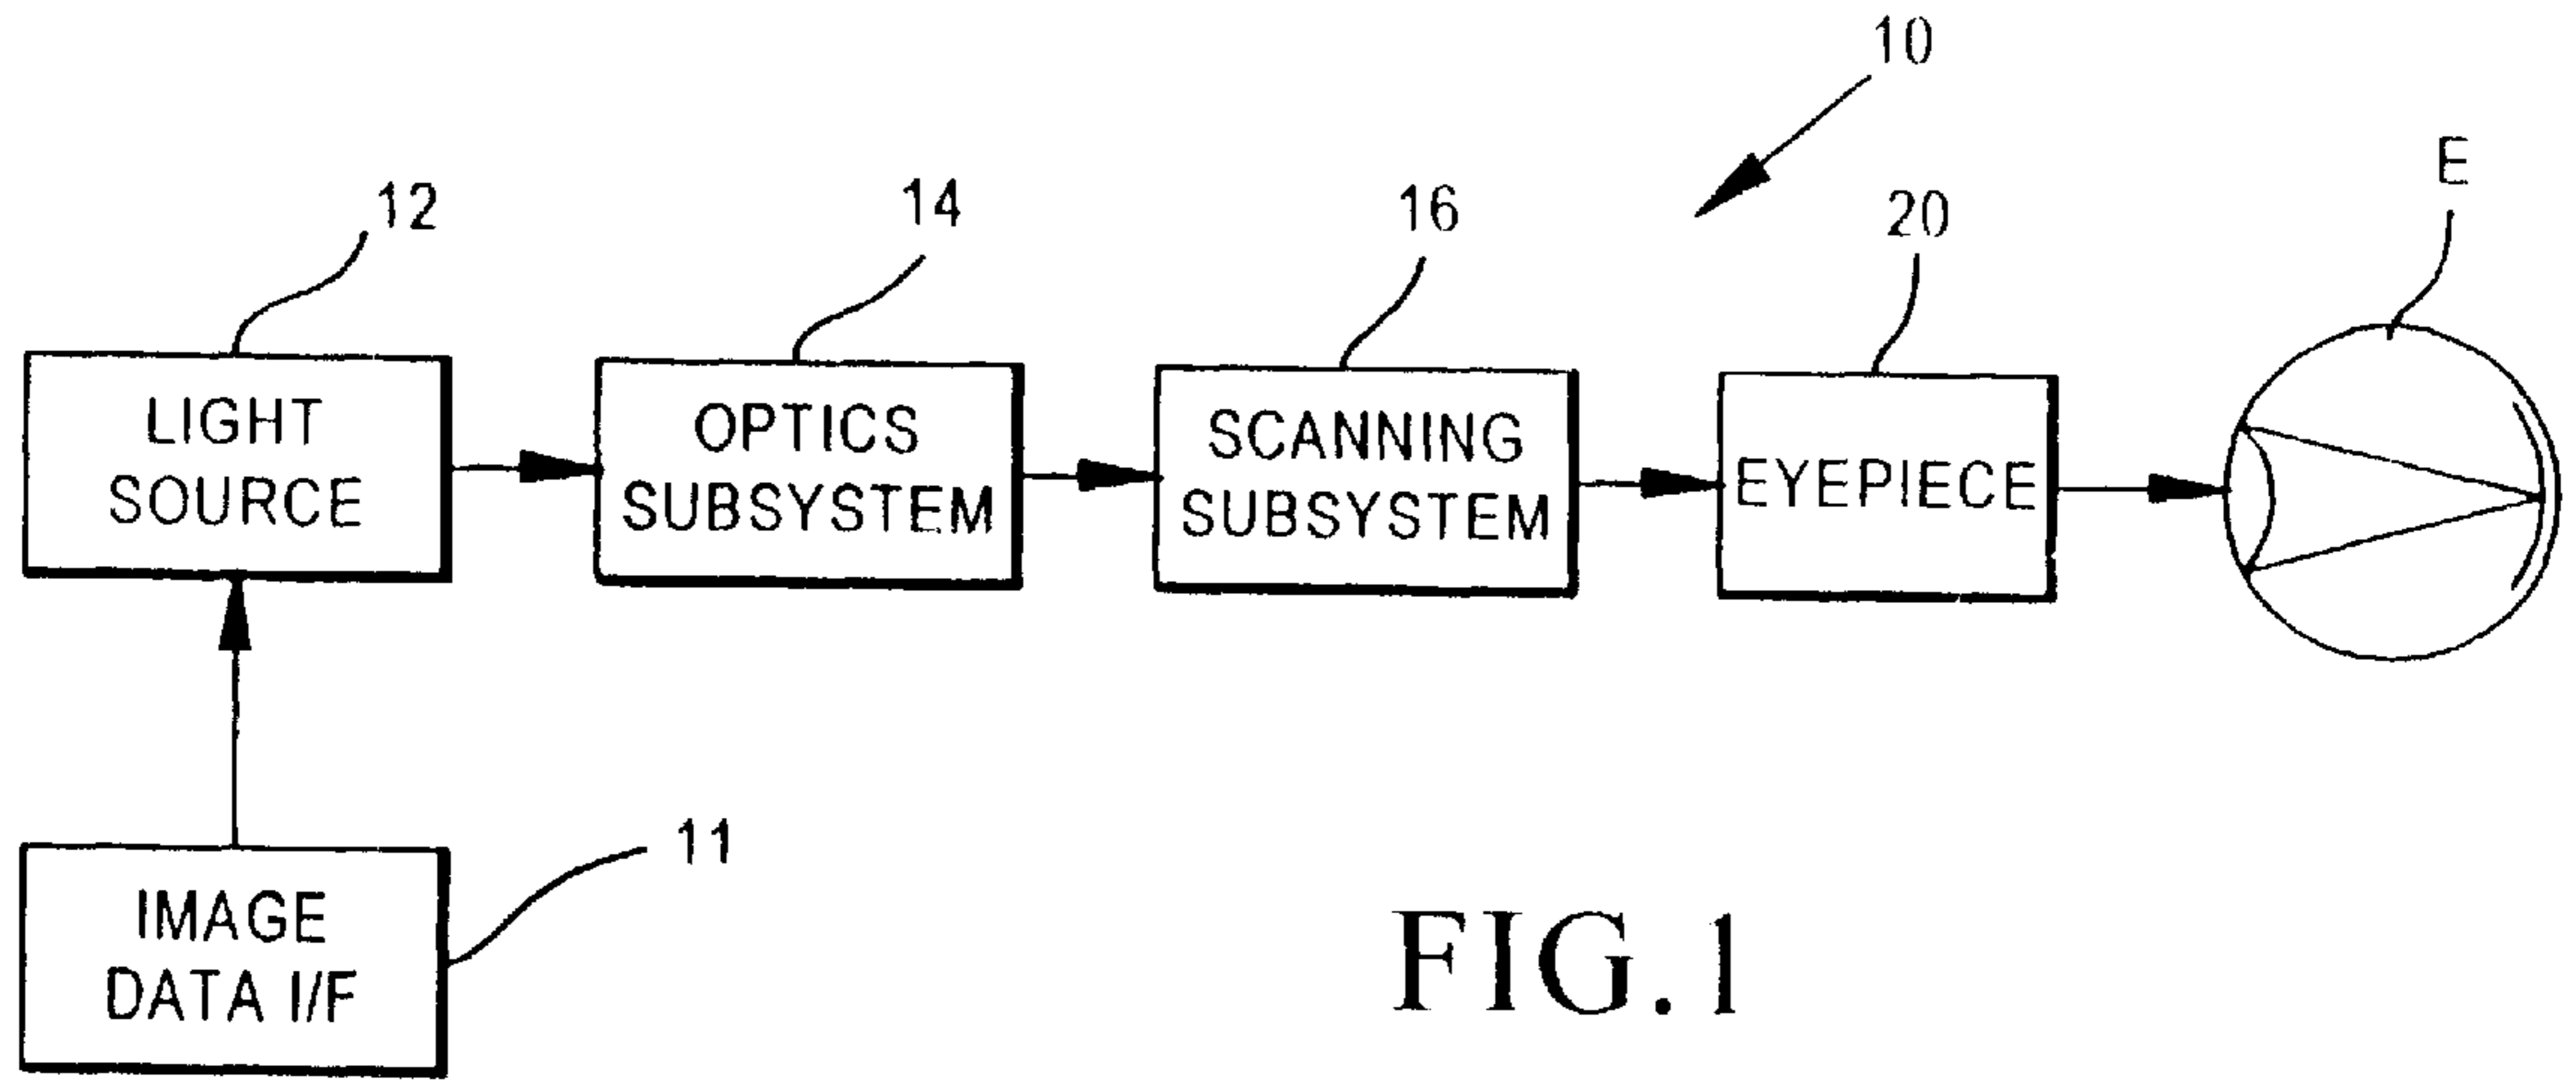 10
E
12
14
16
20
LIGHT
SOURCE
OPTICS
SUBSYSTEM
SCANNING
SUBSYSTEM
EYEPIECE
11
IMAGE
DATA I/F
FIG.1